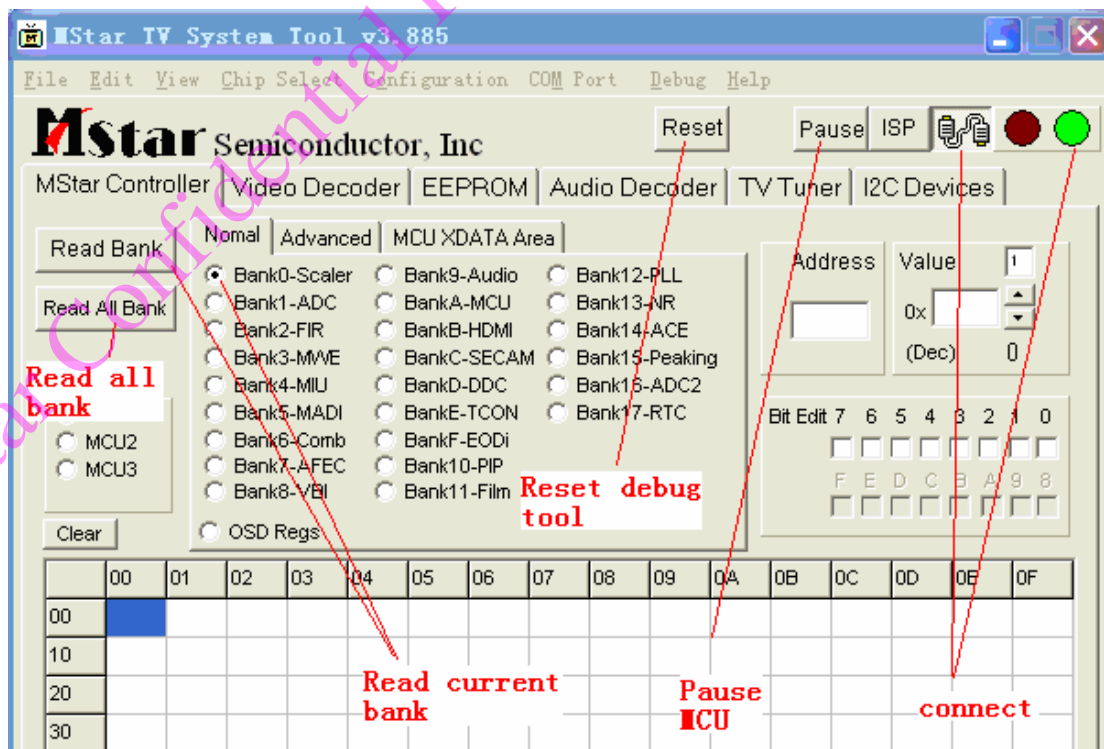 MStar TV System Tool v3.885
File Edit View Chip Select Configuration COM Port Debug Help
MStar Semiconductor, Inc
Reset
Pause
ISP
MStar Controller
Video Decoder
EEPROM
Audio Decoder
TV Tuner
I2C Devices
Read Bank
Read All Bank
Read all
bank
MCU2
MCU3
Clear
Nomal
Advanced
MCU XDATA Area
Bank0-Scaler
Bank1-ADC
Bank2-FIR
Bank3-MWE
Bank4-MIU
Bank5-MADI
Bank6-Comb
Bank7-AFEC
Bank8-VBI
OSD Regs
Bank9-Audio
BankA-MCU
BankB-HDMI
BankC-SECAM
BankD-DDC
BankE-TCON
BankF-EODi
Bank10-PIP
Bank11-Film
Bank12-PLL
Bank13-NR
Bank14-ACE
Bank15-Peaking
Bank16-ADC2
Bank17-RTC
Reset debug
tool
Address
Value
1
0x
(Dec) 0
Bit Edit 7 6 5 4 3 2 1 0
F E D C B A 9 8
00 01 02 03 04 05 06 07 08 09 0A 0B 0C 0D 0E 0F
00
10
20
30
Read current
bank
Pause
MCU
connect
Confidential